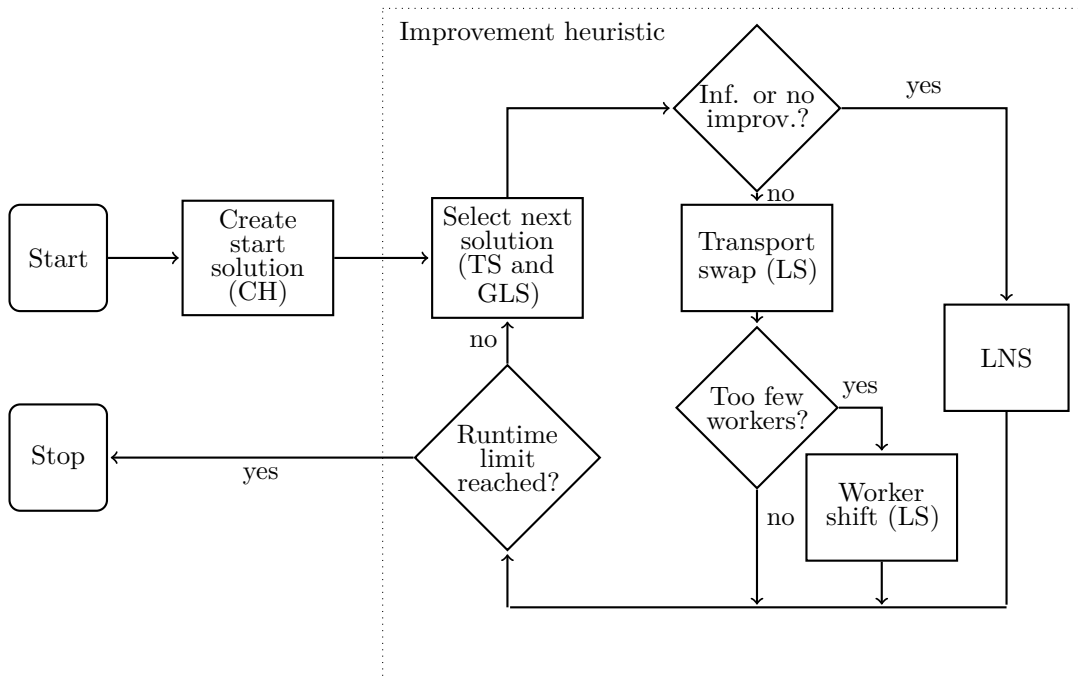 Improvement heuristic
Inf. or no
improv.?
yes
no
Start
Create
start
solution
(CH)
Select next
solution
(TS and
GLS)
Transport
swap (LS)
LNS
no
Too few
workers?
yes
Stop
yes
Runtime
limit
reached?
no
Worker
shift (LS)